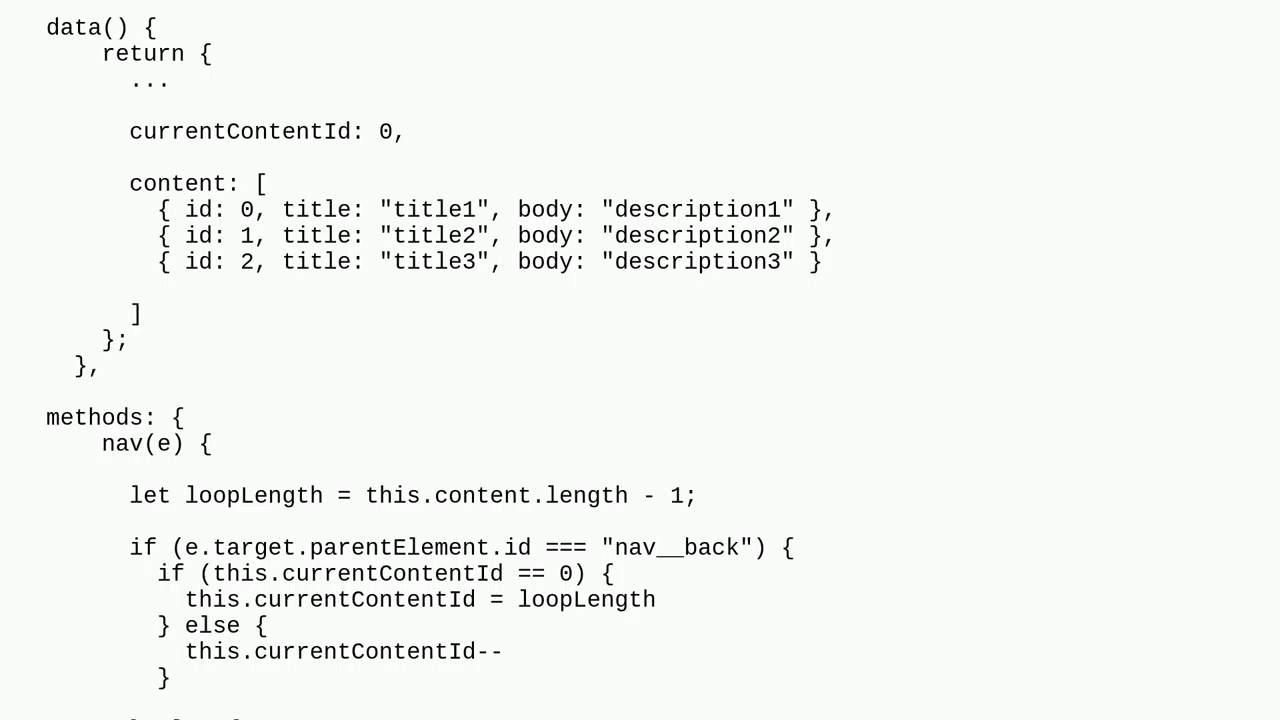 data() {
    return {
      ...

      currentContentId: 0,

      content: [
        { id: 0, title: "title1", body: "description1" },
        { id: 1, title: "title2", body: "description2" },
        { id: 2, title: "title3", body: "description3" }

      ]
    };
  },

methods: {
    nav(e) {

      let loopLength = this.content.length - 1;

      if (e.target.parentElement.id === "nav__back") {
        if (this.currentContentId == 0) {
          this.currentContentId = loopLength
        } else {
          this.currentContentId--
        }